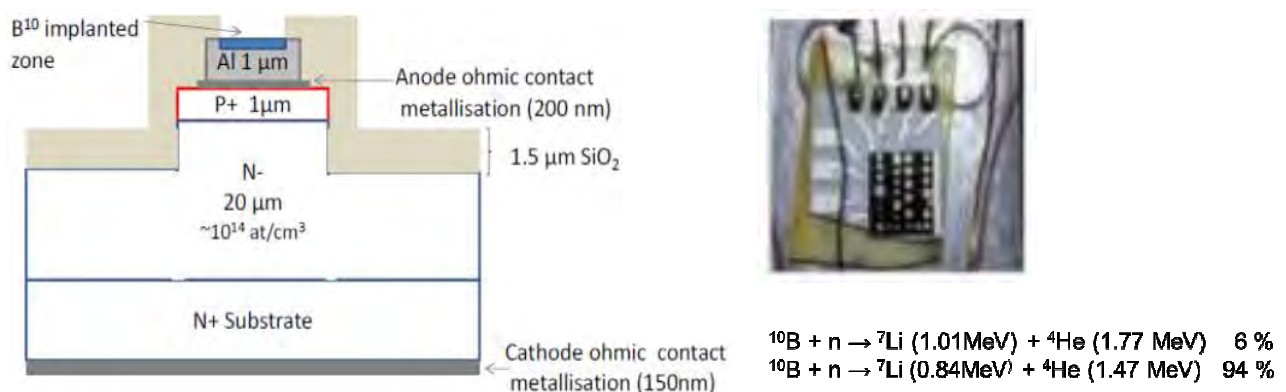 B¹⁰ implanted
zone
Al 1 µm
Anode ohmic contact
metallisation (200 nm)
P+ 1µm
1.5 µm SiO₂
N-
20 µm
~10¹⁴ at/cm³
N+ Substrate
Cathode ohmic contact
metallisation (150nm)
¹⁰B + n → ⁷Li (1.01MeV) + ⁴He (1.77 MeV) 6 %
¹⁰B + n → ⁷Li (0.84MeV) + ⁴He (1.47 MeV) 94 %